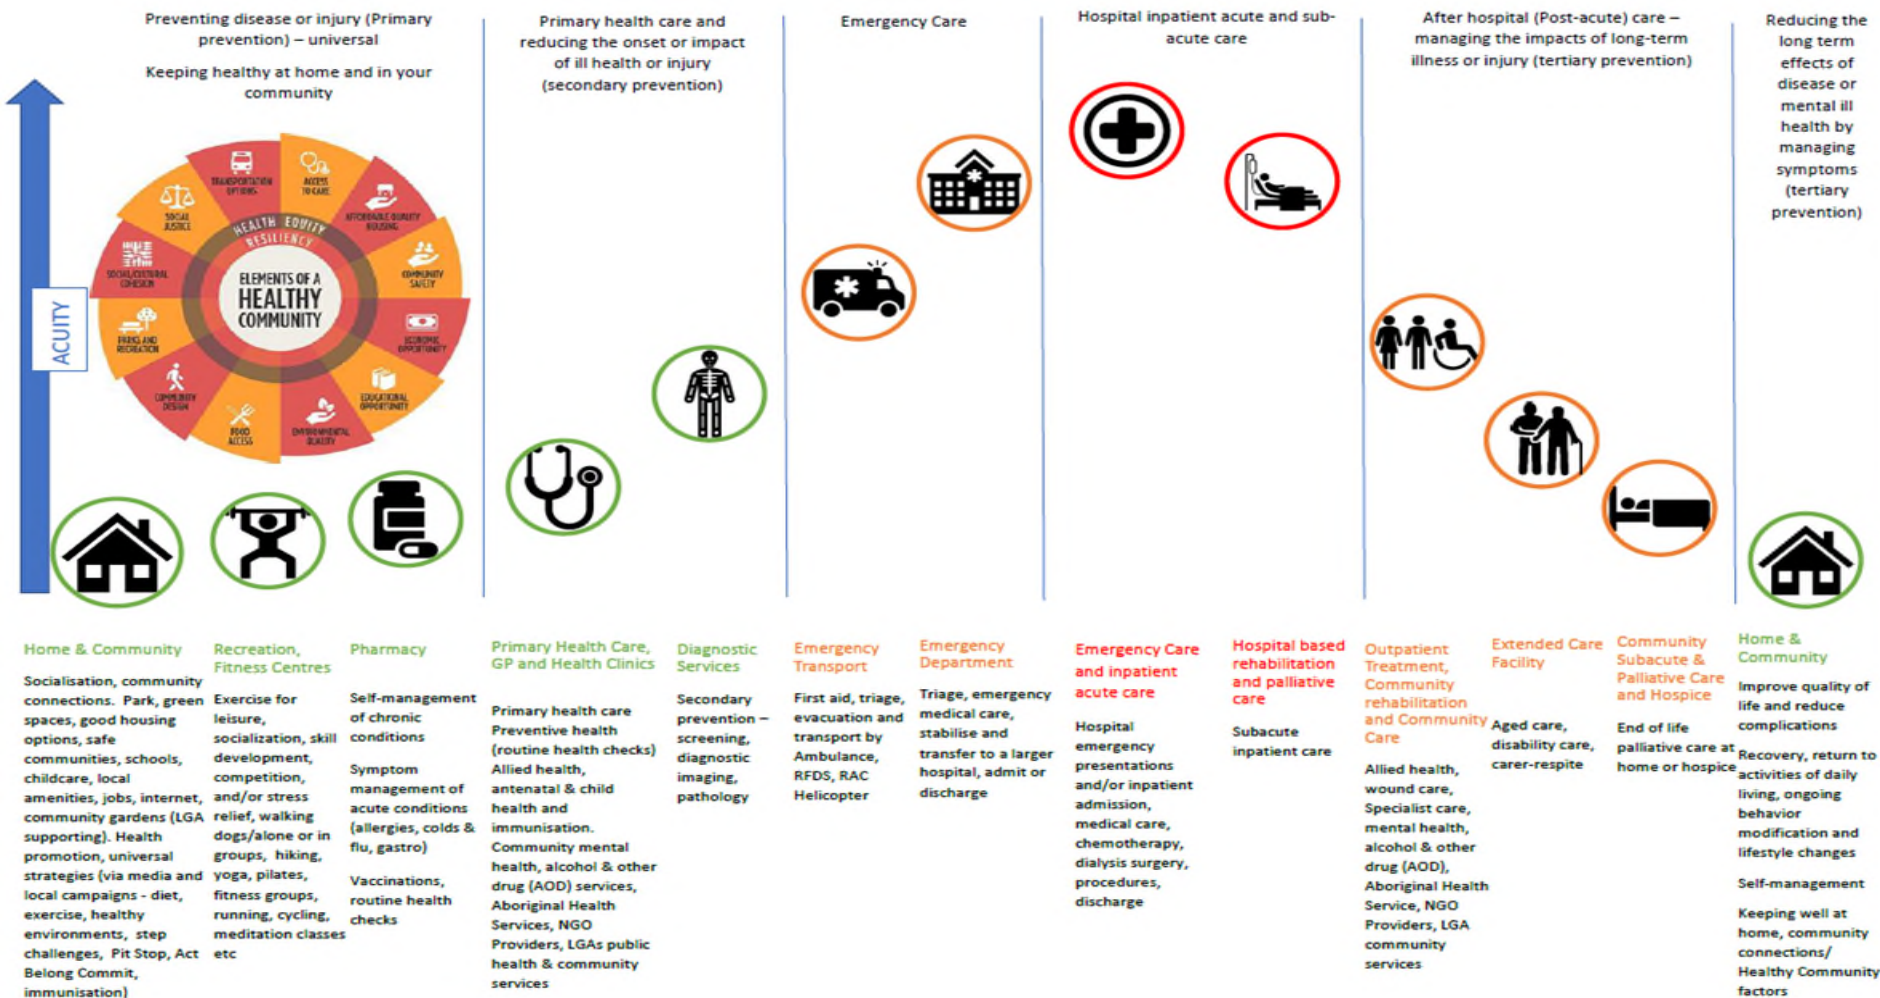 Preventing disease or injury (Primary
prevention) – universal
Keeping healthy at home and in your
community
Primary health care and
reducing the onset or impact
of ill health or injury
(secondary prevention)
Emergency Care
Hospital inpatient acute and sub-
acute care
After hospital (Post-acute) care –
managing the impacts of long-term
illness or injury (tertiary prevention)
Reducing the
long term
effects of
disease or
mental ill
health by
managing
symptoms
(tertiary
prevention)
ACUITY
TRANSPORTATION
OPTIONS
ACCESS
TO CARE
AFFORDABLE QUALITY
HOUSING
COMMUNITY
SAFETY
ECONOMIC
OPPORTUNITY
EDUCATIONAL
OPPORTUNITY
ENVIRONMENTAL
QUALITY
FOOD
ACCESS
COMMUNITY
DESIGN
PARKS AND
RECREATION
SOCIAL/CULTURAL
COHESION
SOCIAL
JUSTICE
HEALTH EQUITY
RESILIENCY
ELEMENTS OF A
HEALTHY
COMMUNITY
Home & Community
Socialisation, community
connections. Park, green
spaces, good housing
options, safe
communities, schools,
childcare, local
amenities, jobs, internet,
community gardens (LGA
supporting). Health
promotion, universal
strategies (via media and
local campaigns - diet,
exercise, healthy
environments, step
challenges, Pit Stop, Act
Belong Commit,
immunisation)
Recreation,
Fitness Centres
Exercise for
leisure,
socialization, skill
development,
competition,
and/or stress
relief, walking
dogs/alone or in
groups, hiking,
yoga, pilates,
fitness groups,
running, cycling,
meditation classes
etc
Pharmacy
Self-management
of chronic
conditions
Symptom
management of
acute conditions
(allergies, colds &
flu, gastro)
Vaccinations,
routine health
checks
Primary Health Care,
GP and Health Clinics
Primary health care
Preventive health
(routine health checks)
Allied health,
antenatal & child
health and
immunisation.
Community mental
health, alcohol & other
drug (AOD) services,
Aboriginal Health
Services, NGO
Providers, LGAs public
health & community
services
Diagnostic
Services
Secondary
prevention –
screening,
diagnostic
imaging,
pathology
Emergency
Transport
First aid, triage,
evacuation and
transport by
Ambulance,
RFDS, RAC
Helicopter
Emergency
Department
Triage, emergency
medical care,
stabilise and
transfer to a larger
hospital, admit or
discharge
Emergency Care
and inpatient
acute care
Hospital
emergency
presentations
and/or inpatient
admission,
medical care,
chemotherapy,
dialysis surgery,
procedures,
discharge
Hospital based
rehabilitation
and palliative
care
Subacute
inpatient care
Outpatient
Treatment,
Community
rehabilitation
and Community
Care
Allied health,
wound care,
Specialist care,
mental health,
alcohol & other
drug (AOD),
Aboriginal Health
Service, NGO
Providers, LGA
community
services
Extended Care
Facility
Aged care,
disability care,
carer-respite
Community
Subacute &
Palliative Care
and Hospice
End of life
palliative care at
home or hospice
Home &
Community
Improve quality of
life and reduce
complications
Recovery, return to
activities of daily
living, ongoing
behavior
modification and
lifestyle changes
Self-management
Keeping well at
home, community
connections/
Healthy Community
factors